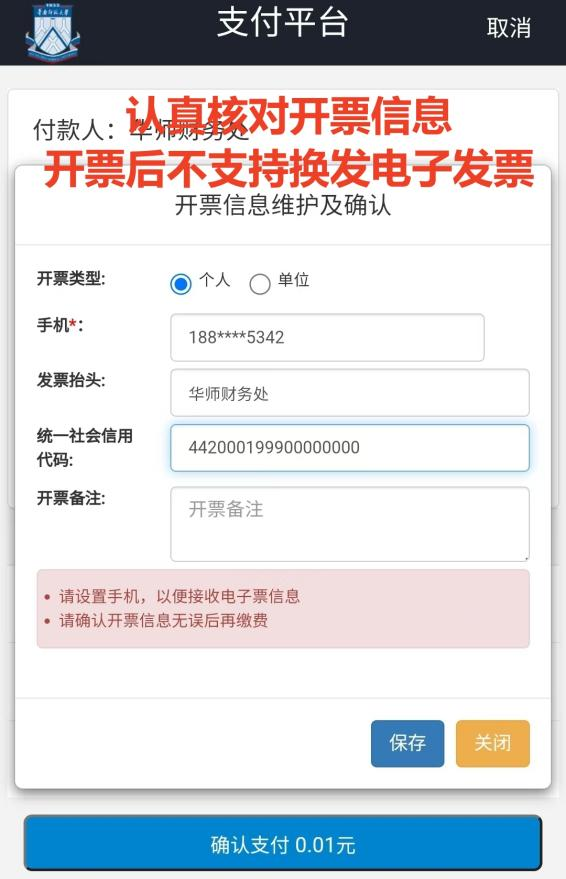 支付平台
取消
认真核对开票信息
付款人：华师财务处
开票后不支持换发电子发票
开票信息维护及确认
开票类型:
个人
单位
手机*:
188****5342
发票抬头:
华师财务处
统一社会信用
代码:
442000199900000000
开票备注:
开票备注
请设置手机，以便接收电子票信息
请确认开票信息无误后再缴费
保存
关闭
确认支付 0.01元